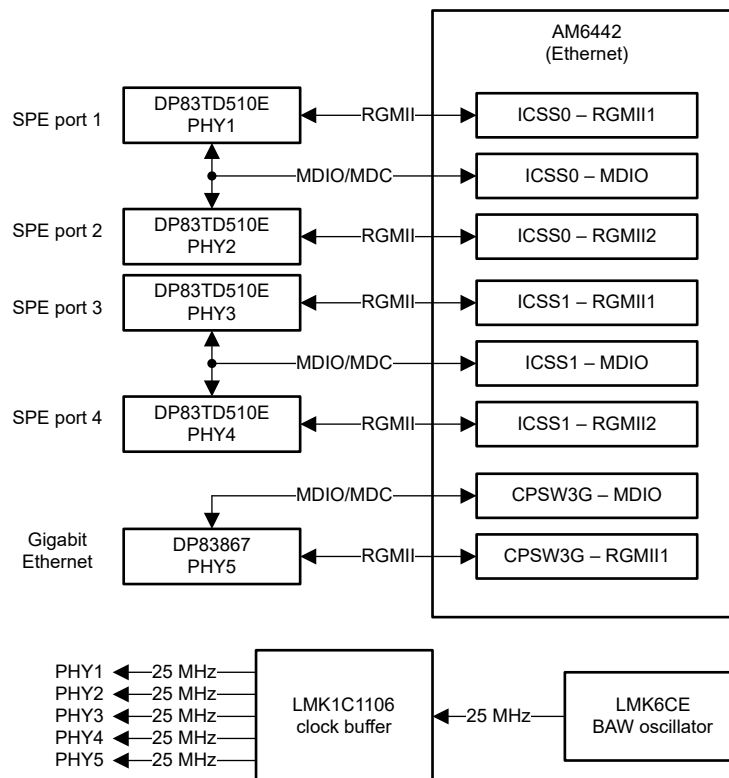 AM6442
(Ethernet)
SPE port 1
DP83TD510E
PHY1
RGMII
ICSS0 – RGMII1
MDIO/MDC
ICSS0 – MDIO
SPE port 2
DP83TD510E
PHY2
RGMII
ICSS0 – RGMII2
SPE port 3
DP83TD510E
PHY3
RGMII
ICSS1 – RGMII1
MDIO/MDC
ICSS1 – MDIO
SPE port 4
DP83TD510E
PHY4
RGMII
ICSS1 – RGMII2
MDIO/MDC
CPSW3G – MDIO
Gigabit
Ethernet
DP83867
PHY5
RGMII
CPSW3G – RGMII1
PHY1 25 MHz
PHY2 25 MHz
PHY3 25 MHz
PHY4 25 MHz
PHY5 25 MHz
LMK1C1106
clock buffer
25 MHz
LMK6CE
BAW oscillator